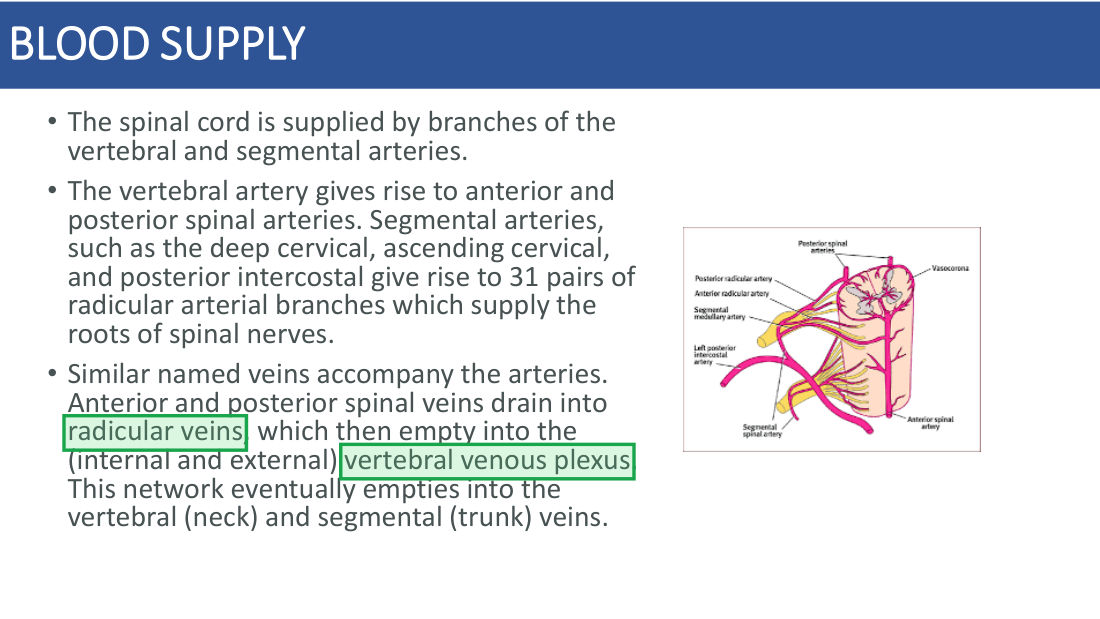 BLOOD SUPPLY
• The spinal cord is supplied by branches of the
vertebral and segmental arteries.
• The vertebral artery gives rise to anterior and
posterior spinal arteries. Segmental arteries,
such as the deep cervical, ascending cervical,
and posterior intercostal give rise to 31 pairs of
radicular arterial branches which supply the
roots of spinal nerves.
• Similar named veins accompany the arteries.
Anterior and posterior spinal veins drain into
radicular veins, which then empty into the
(internal and external) vertebral venous plexus.
This network eventually empties into the
vertebral (neck) and segmental (trunk) veins.
Posterior spinal
arteries
Vasocorona
Posterior radicular artery
Anterior radicular artery
Segmental
medullary artery
Left posterior
intercostal
artery
Segmental
spinal artery
Anterior spinal
artery